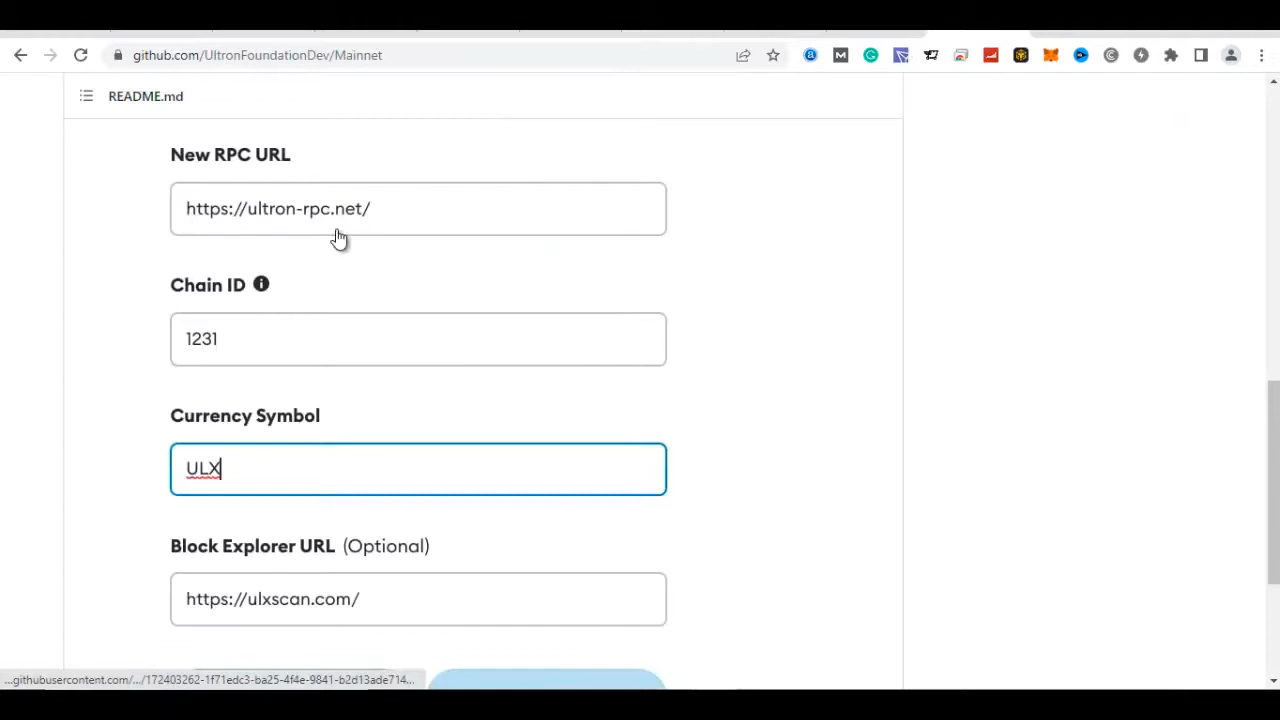 github.com/UltronFoundationDev/Mainnet
README.md
New RPC URL
https://ultron-rpc.net/
Chain ID
1231
Currency Symbol
ULX
Block Explorer URL (Optional)
https://ulxscan.com/
...githubusercontent.com/.../172403262-1f71edc3-ba25-4f4e-9841-b2d13ade714...